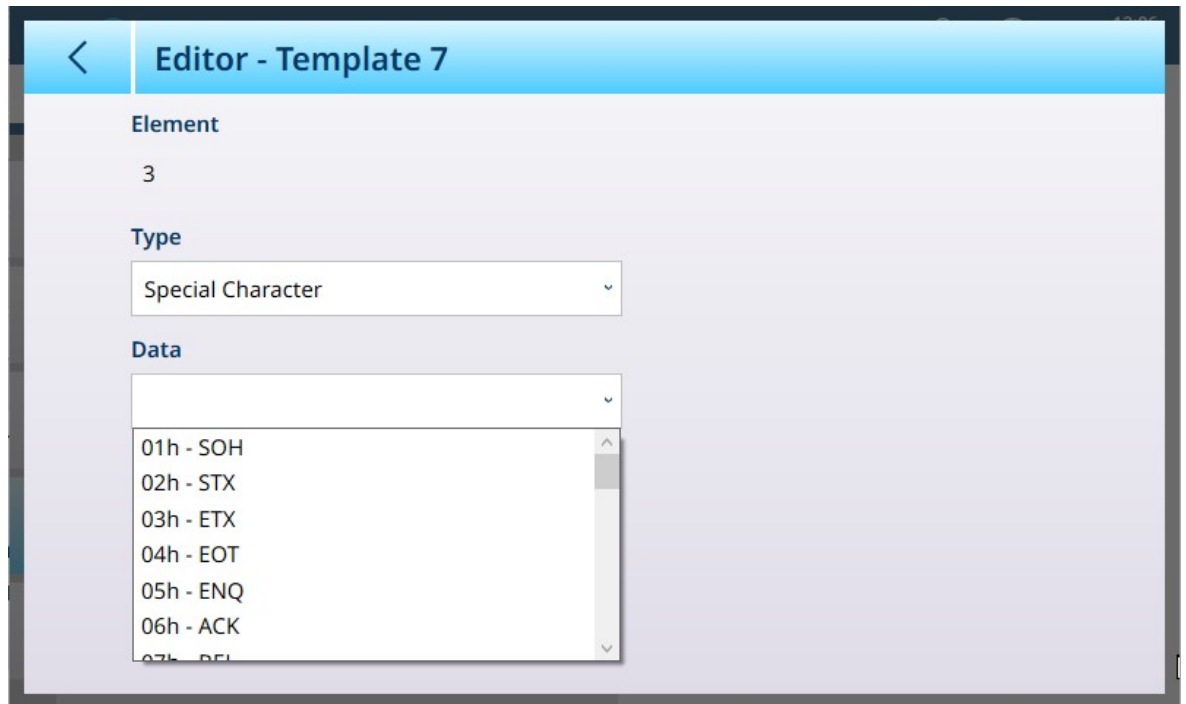 Editor - Template 7
Element
3
Type
Special Character
Data
01h - SOH
02h - STX
03h - ETX
04h - EOT
05h - ENQ
06h - ACK